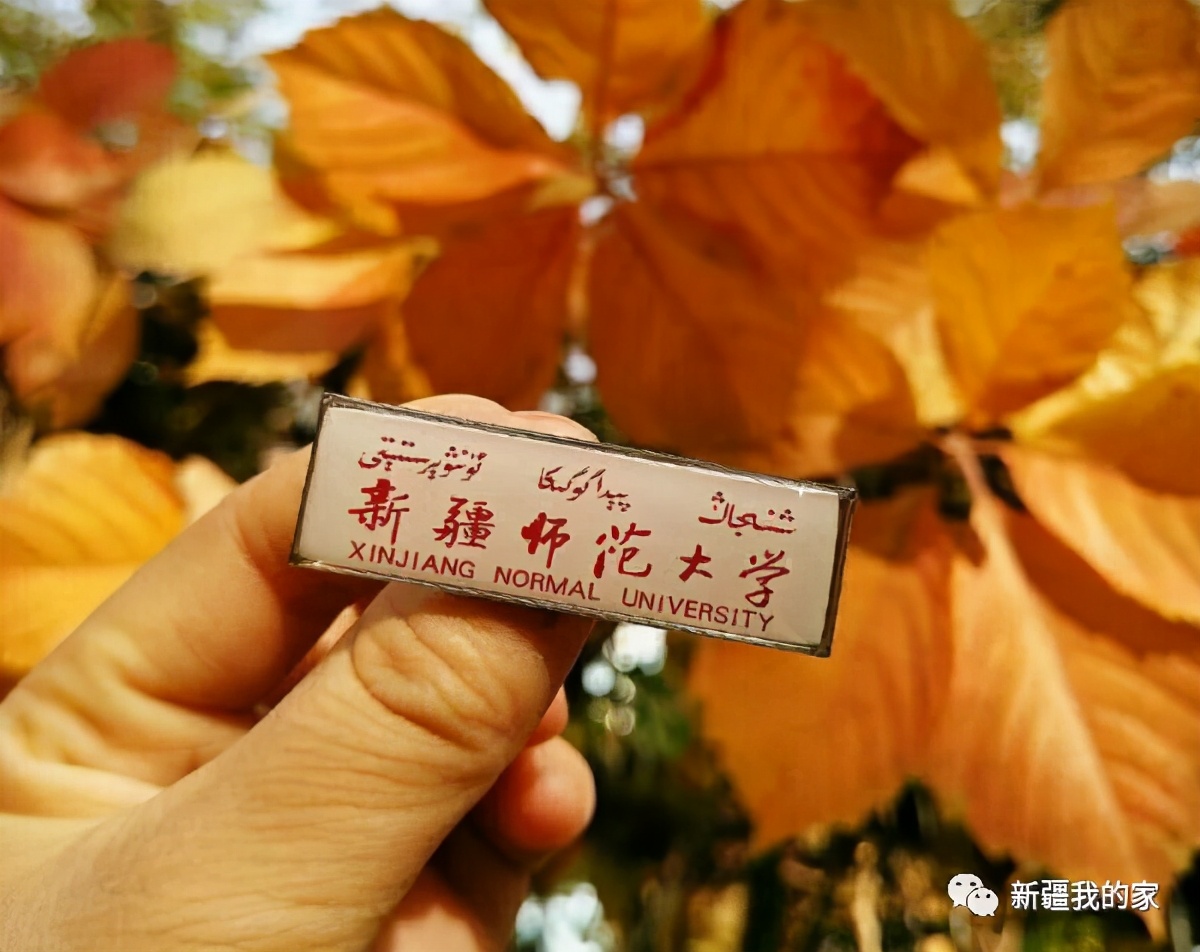 شىنجاڭ پېداگوگىكا ئۇنىۋېرسىتېتى
新疆师范大学
XINJIANG NORMAL UNIVERSITY
新疆我的家